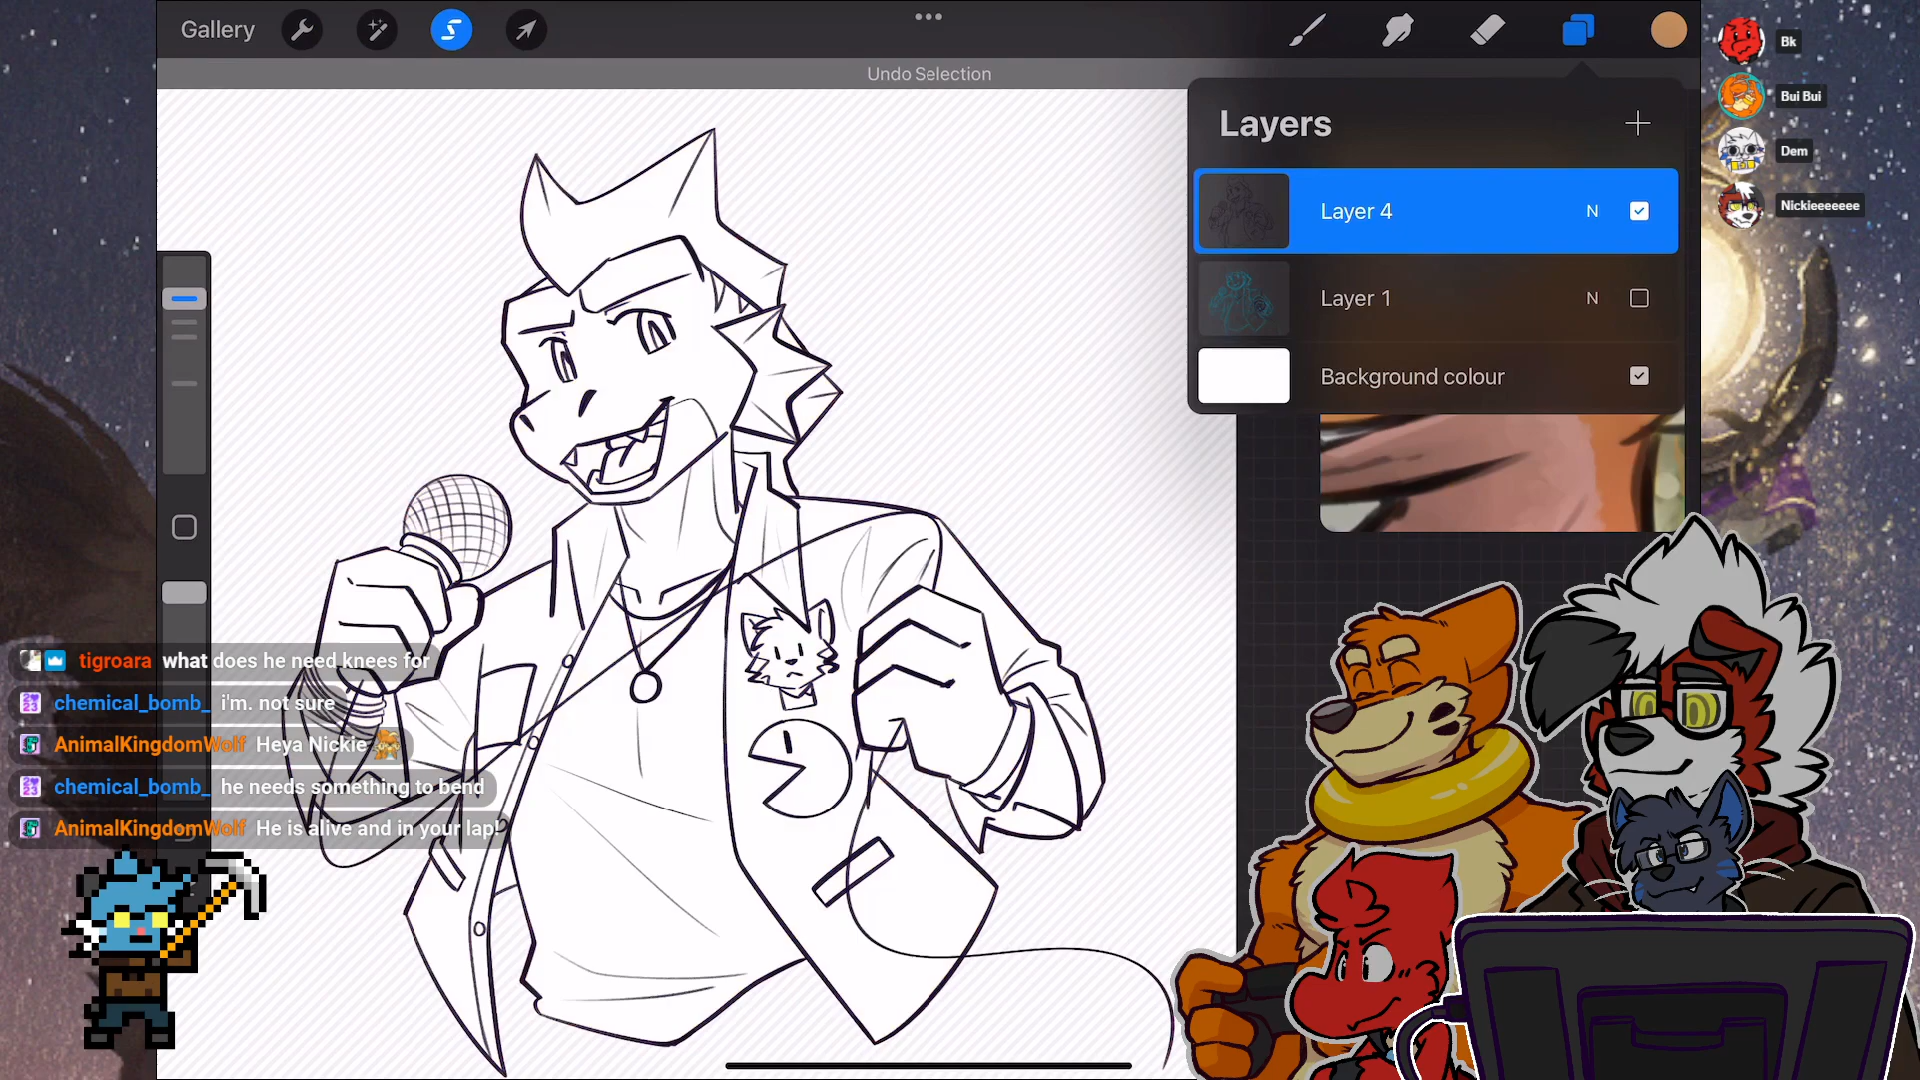 Gallery
Undo Selection
Layers
Layer 4 N
Layer 1 N
Background colour
Bk
Bui Bui
Dem
Nickieeeeeee
tigroara what does he need knees for
chemical_bomb_ i'm. not sure
AnimalKingdomWolf Heya Nickie
chemical_bomb_ he needs something to bend
AnimalKingdomWolf He is alive and in your lap!